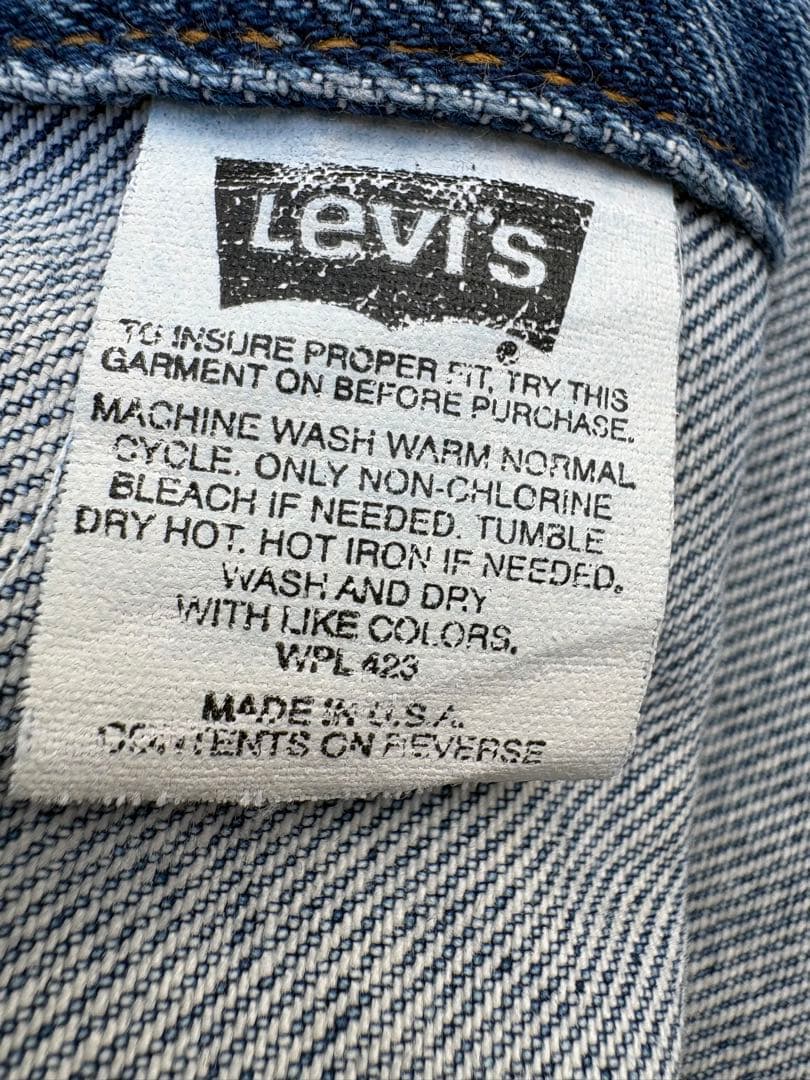 Levi's
®
TO INSURE PROPER FIT, TRY THIS
GARMENT ON BEFORE PURCHASE.
MACHINE WASH WARM NORMAL
CYCLE. ONLY NON-CHLORINE
BLEACH IF NEEDED. TUMBLE
DRY HOT. HOT IRON IF NEEDED.
WASH AND DRY
WITH LIKE COLORS.
WPL 423
MADE IN U.S.A.
CONTENTS ON REVERSE